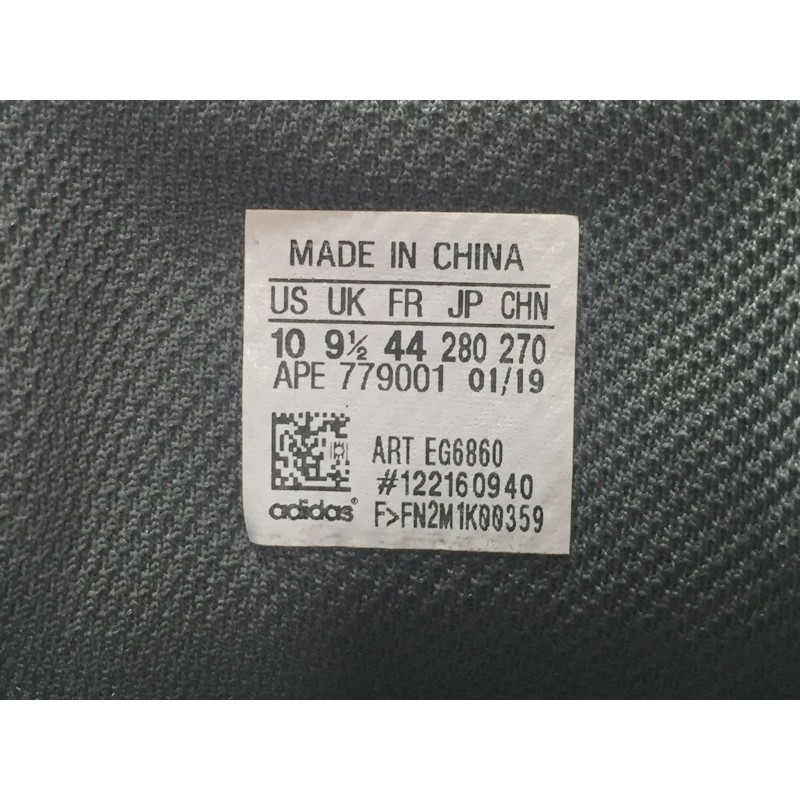 MADE IN CHINA
US UK FR JP CHN
10 9½ 44 280 270
APE 779001 01/19
ART EG6860
#122160940
adidas® F>FN2M1K00359